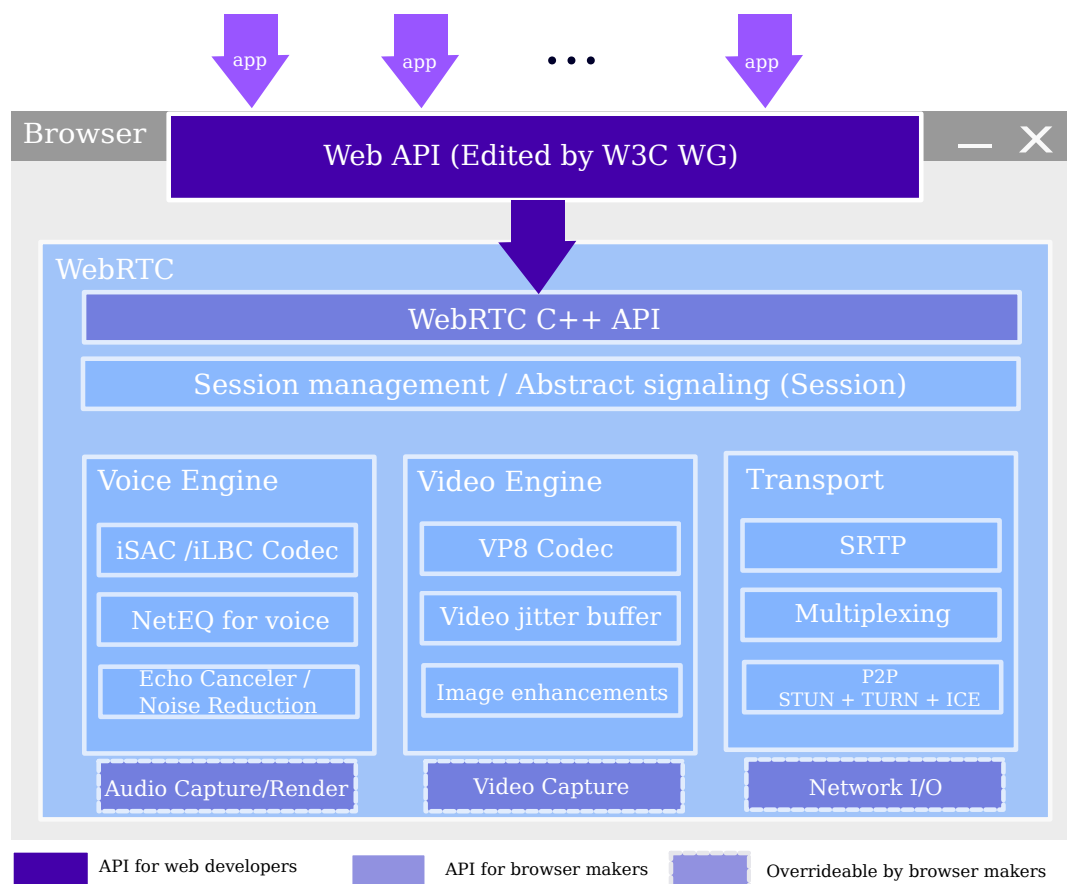 app
app
...
app
Browser
Web API (Edited by W3C WG)
WebRTC
WebRTC C++ API
Session management / Abstract signaling (Session)
Voice Engine
iSAC /iLBC Codec
NetEQ for voice
Echo Canceler /
Noise Reduction
Video Engine
VP8 Codec
Video jitter buffer
Image enhancements
Transport
SRTP
Multiplexing
P2P
STUN + TURN + ICE
Audio Capture/Render
Video Capture
Network I/O
API for web developers
API for browser makers
Overrideable by browser makers